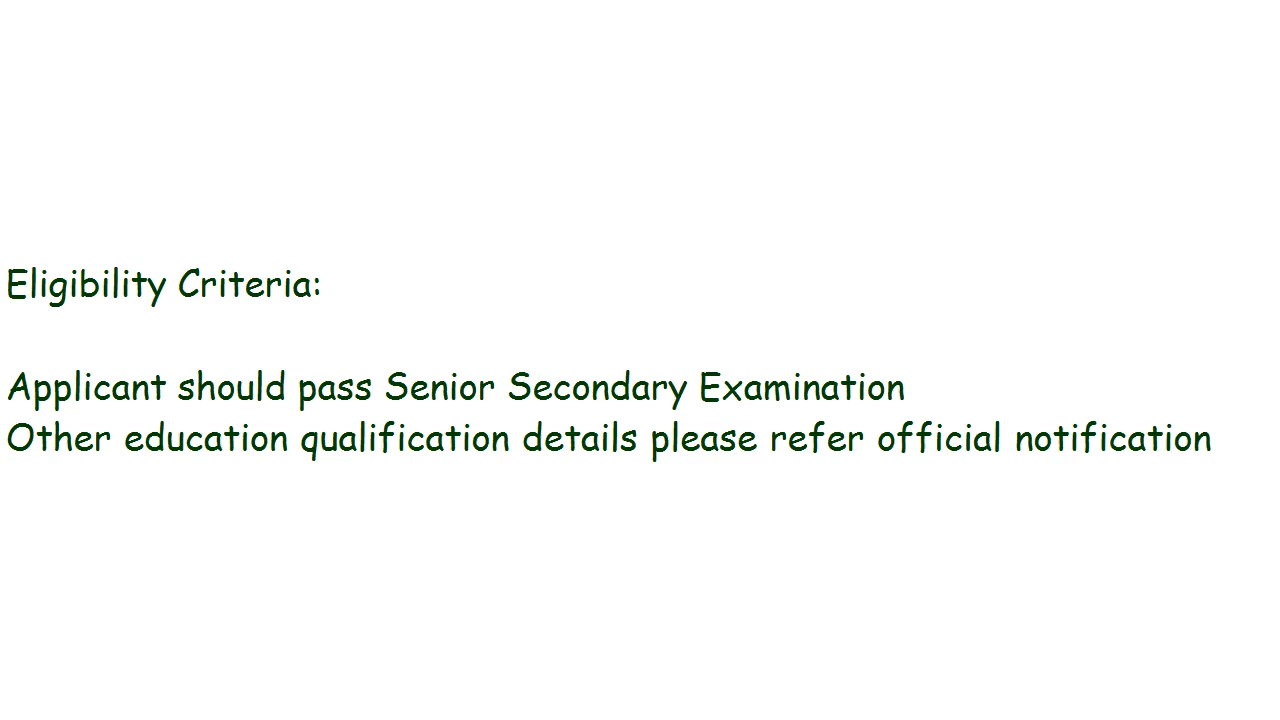 Eligibility Criteria:
Applicant should pass Senior Secondary Examination
Other education qualification details please refer official notification